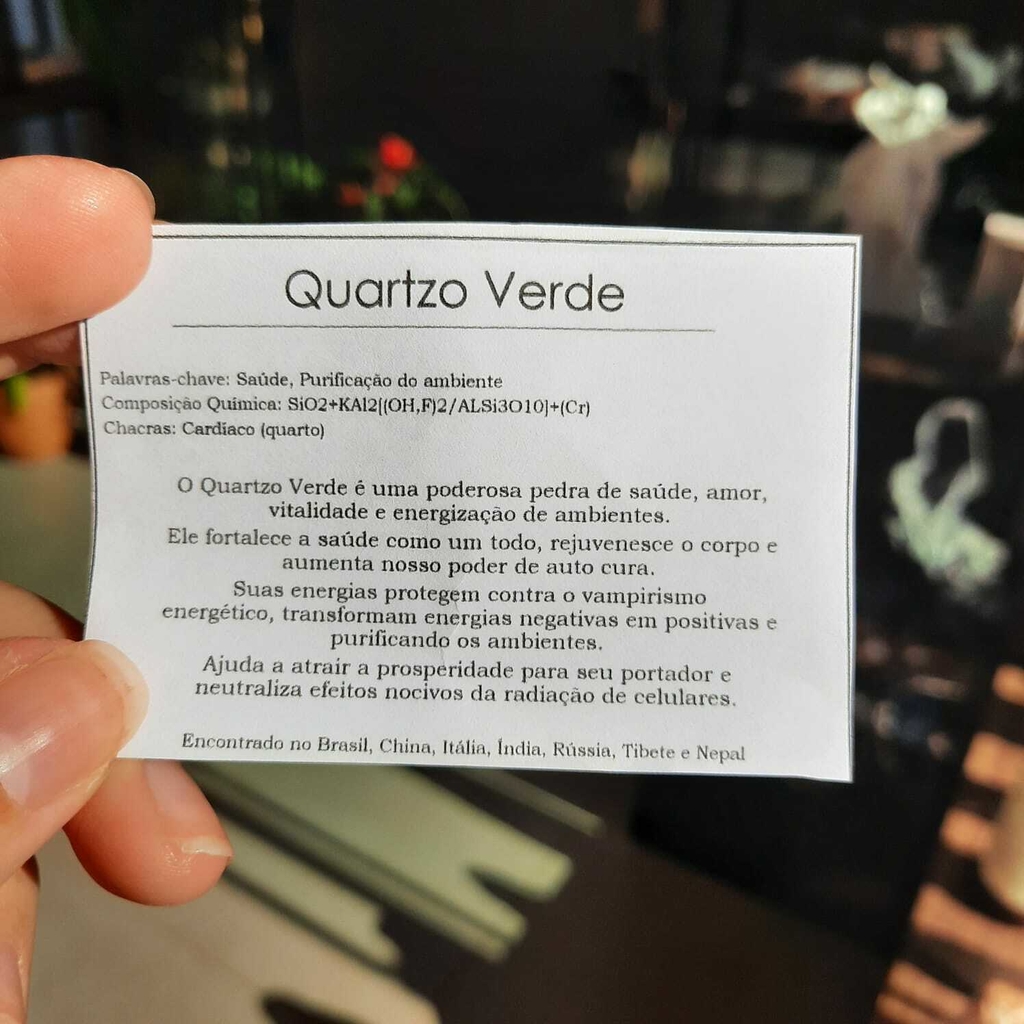 Quartzo Verde
Palavras-chave: Saúde, Purificação do ambiente
Composição Química: SiO2+KAl2[(OH,F)2/ALSi3O10]+(Cr)
Chacras: Cardíaco (quarto)
O Quartzo Verde é uma poderosa pedra de saúde, amor,
vitalidade e energização de ambientes.
Ele fortalece a saúde como um todo, rejuvenesce o corpo e
aumenta nosso poder de auto cura.
Suas energias protegem contra o vampirismo
energético, transformam energias negativas em positivas e
purificando os ambientes.
Ajuda a atrair a prosperidade para seu portador e
neutraliza efeitos nocivos da radiação de celulares.
Encontrado no Brasil, China, Itália, Índia, Rússia, Tibete e Nepal